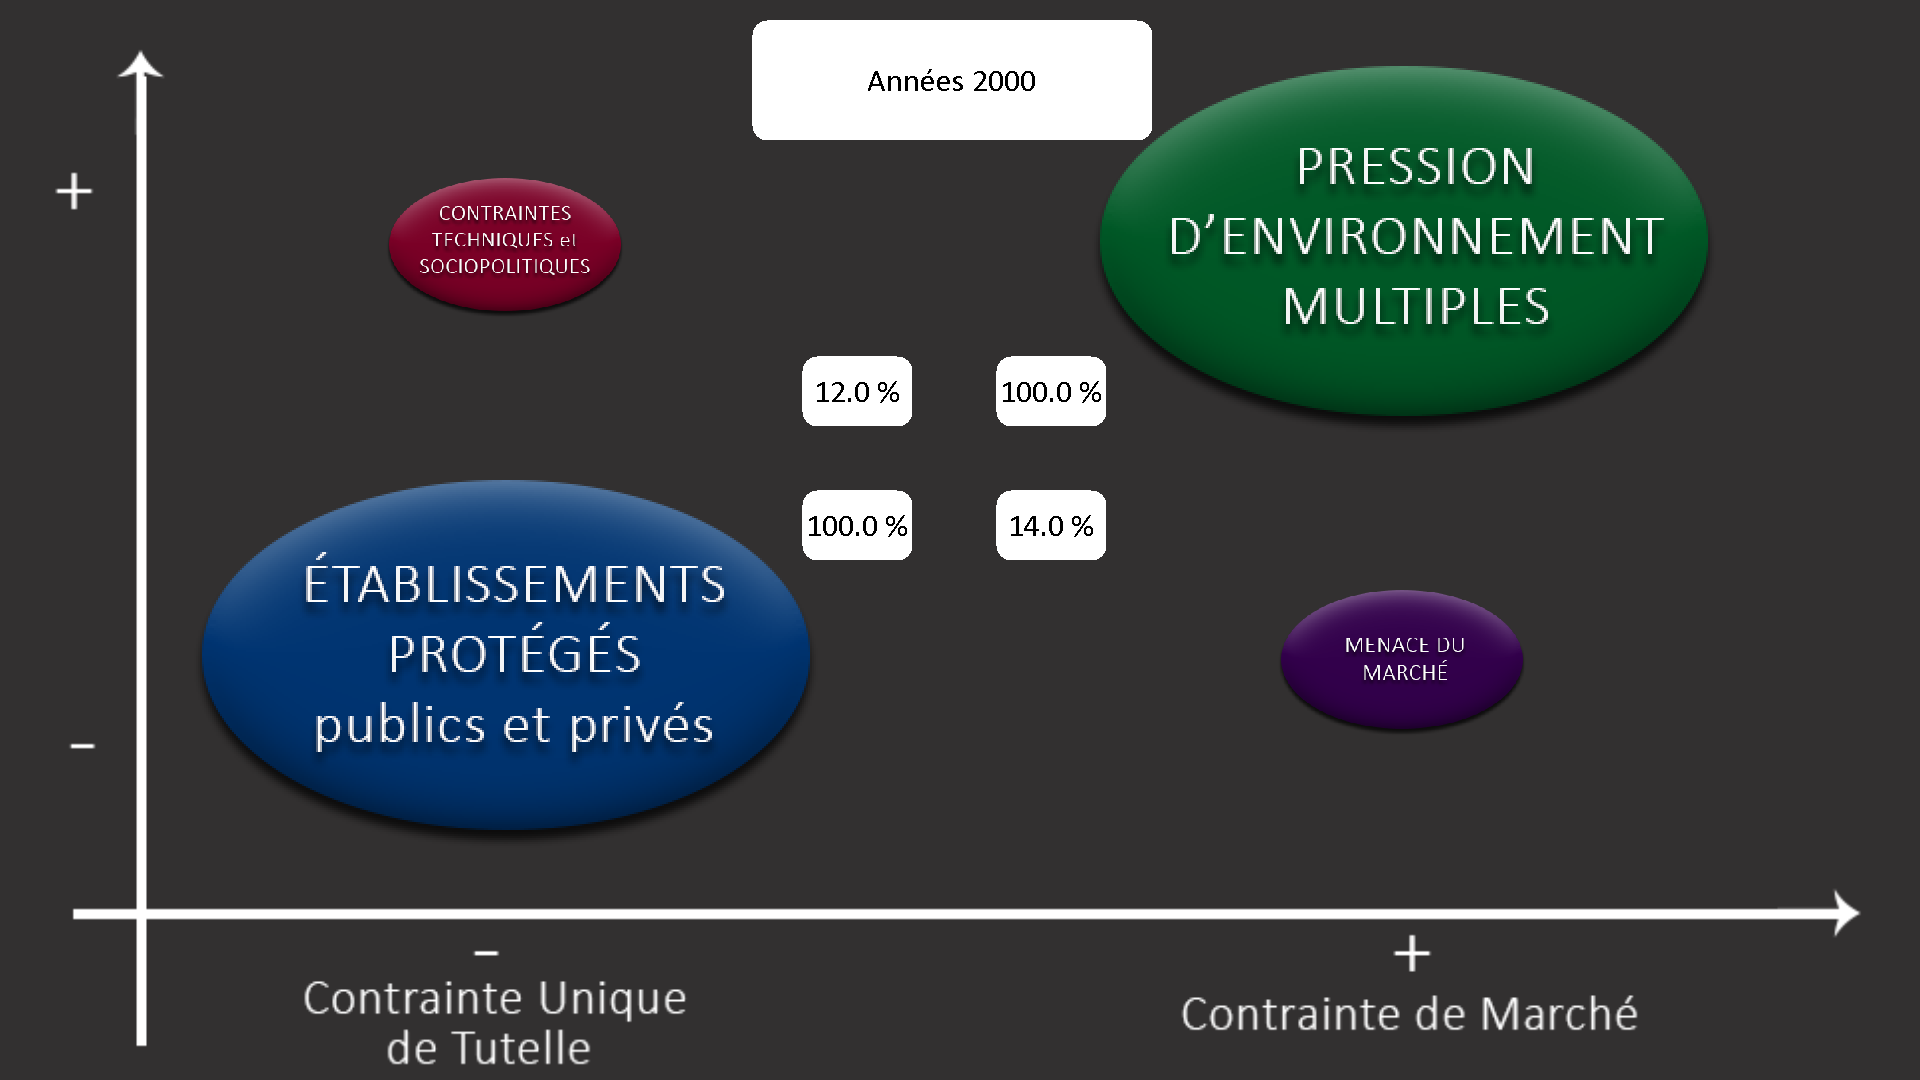 Années 2000
+
CONTRAINTES
TECHNIQUES et
SOCIOPOLITIQUES
PRESSION
D’ENVIRONNEMENT
MULTIPLES
12.0 %
100.0 %
100.0 %
14.0 %
ÉTABLISSEMENTS
PROTÉGÉS
publics et privés
MENACE DU
MARCHÉ
–
–
Contrainte Unique
de Tutelle
+
Contrainte de Marché